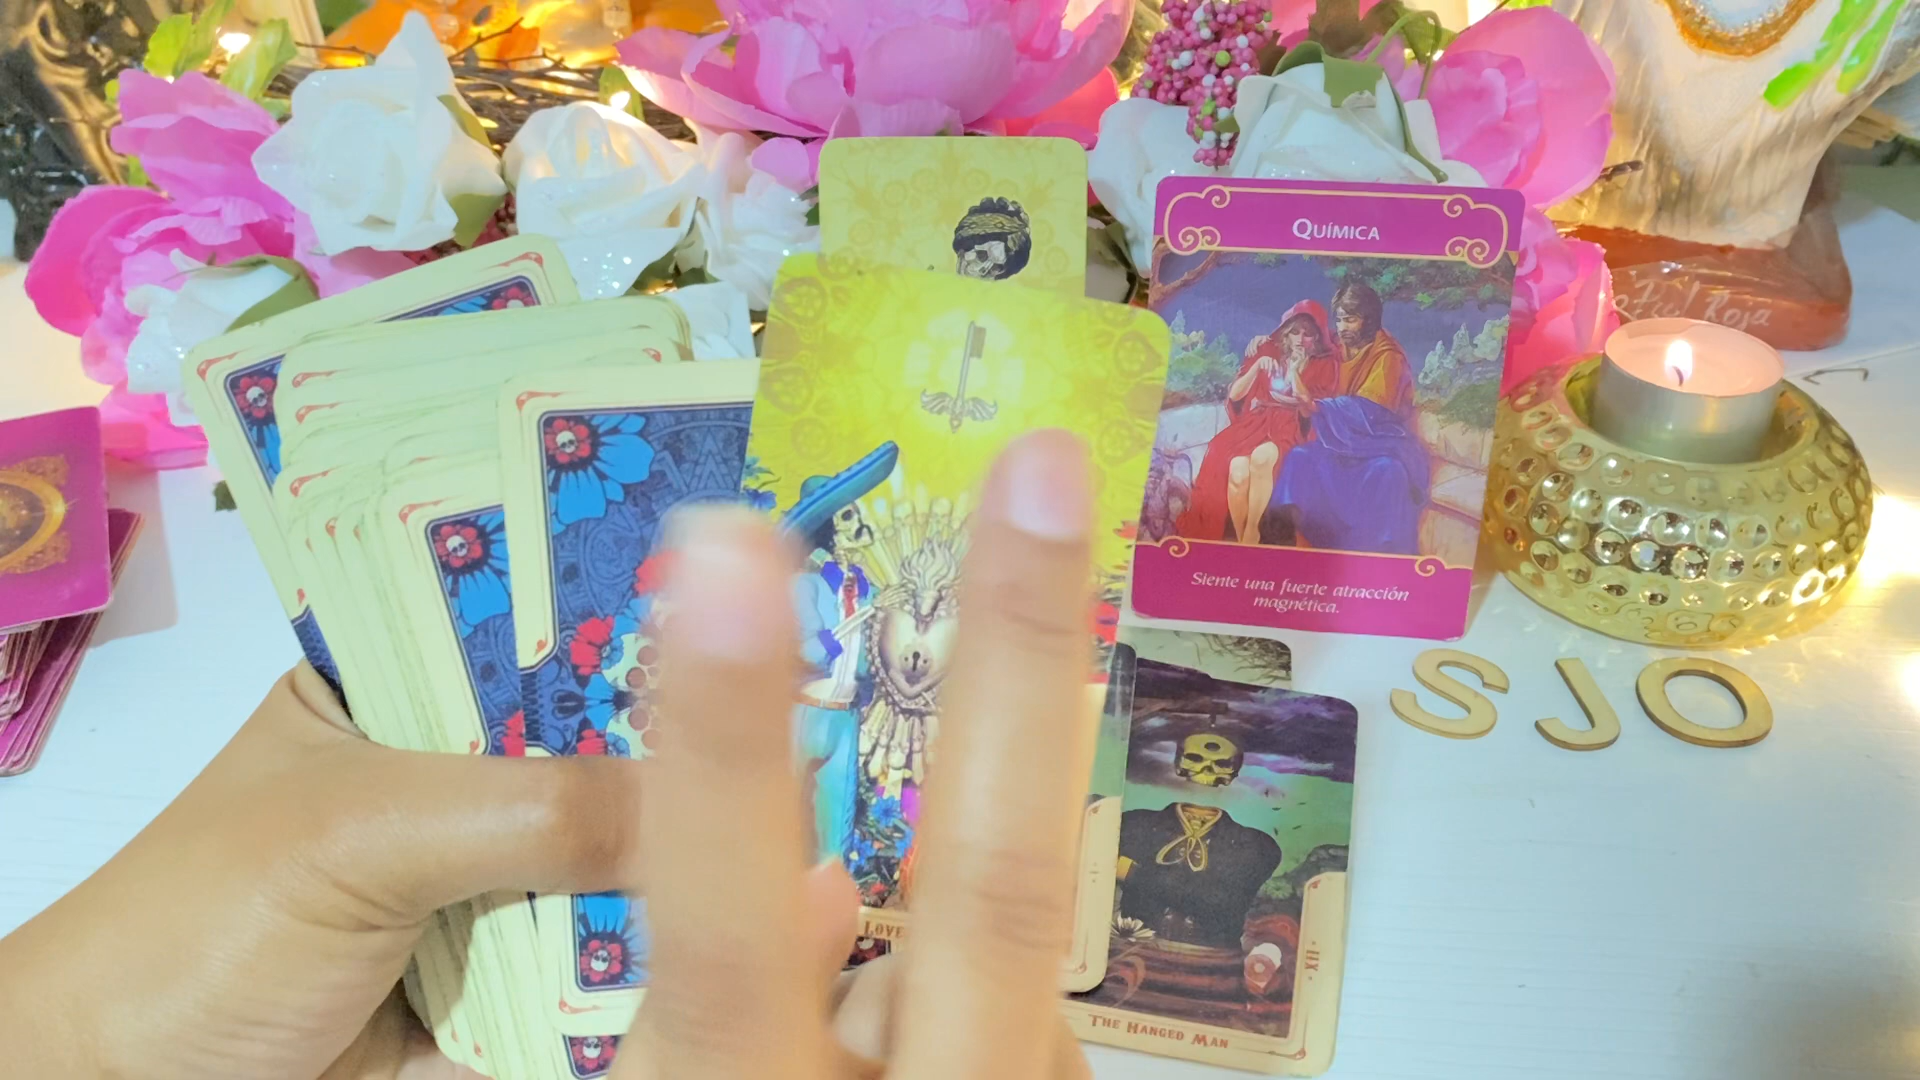 QUÍMICA
Siente una fuerte atracción
magnética.
SJO
XII
THE HANGED MAN